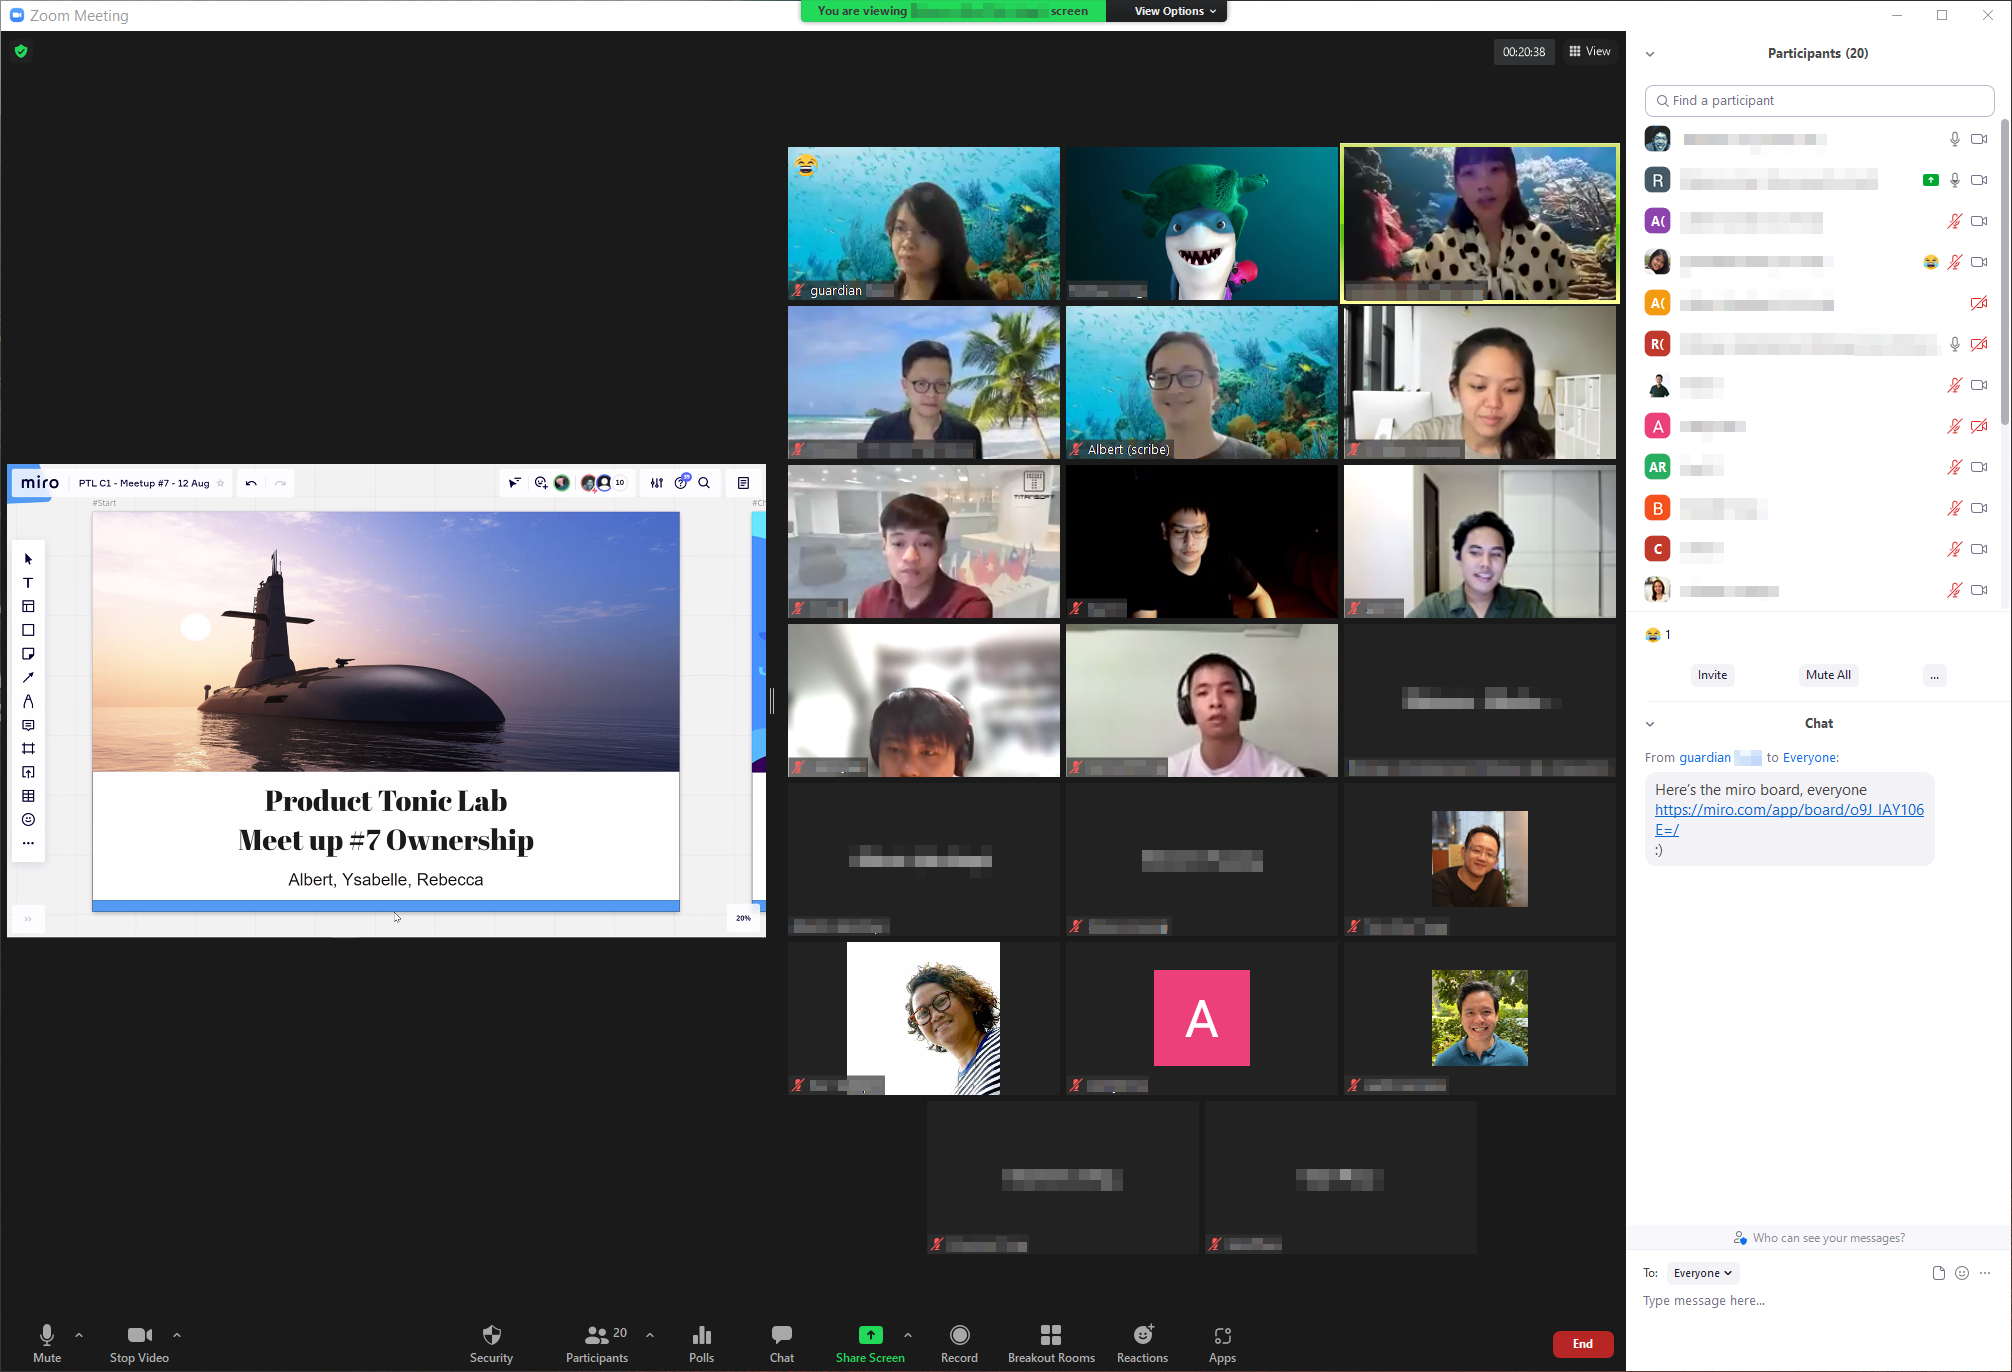 Zoom Meeting
You are viewing
screen
View Options
00:20:38
View
Participants (20)
Find a participant
R
A(
A(
R(
A
AR
B
C
1
Invite
Mute All
...
Chat
From guardian
to Everyone:
Here's the miro board, everyone
https://miro.com/app/board/o9J_lAY106
E=/
:)
Who can see your messages?
To:
Everyone
Type message here...
guardian
Albert (scribe)
TITANSOFT
A
miro
PTL C1 - Meetup #7 - 12 Aug
10
#Start
Product Tonic Lab
Meet up #7 Ownership
Albert, Ysabelle, Rebecca
20%
Mute
Stop Video
Security
20
Participants
Polls
Chat
Share Screen
Record
Breakout Rooms
Reactions
Apps
End